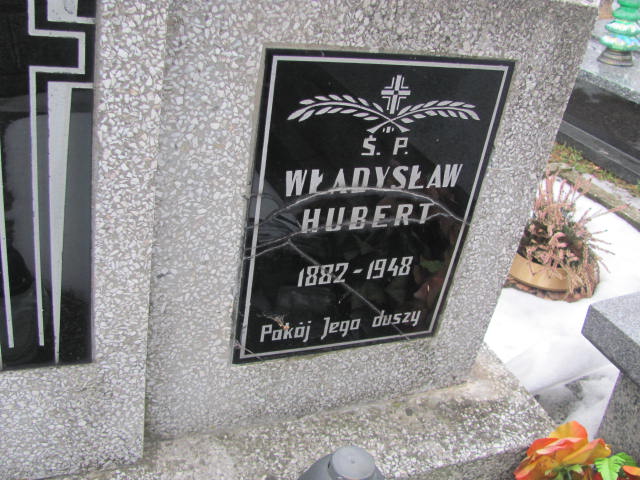 Ś. P.
WŁADYSŁAW
HUBERT
1882-1948
Pokój Jego duszy